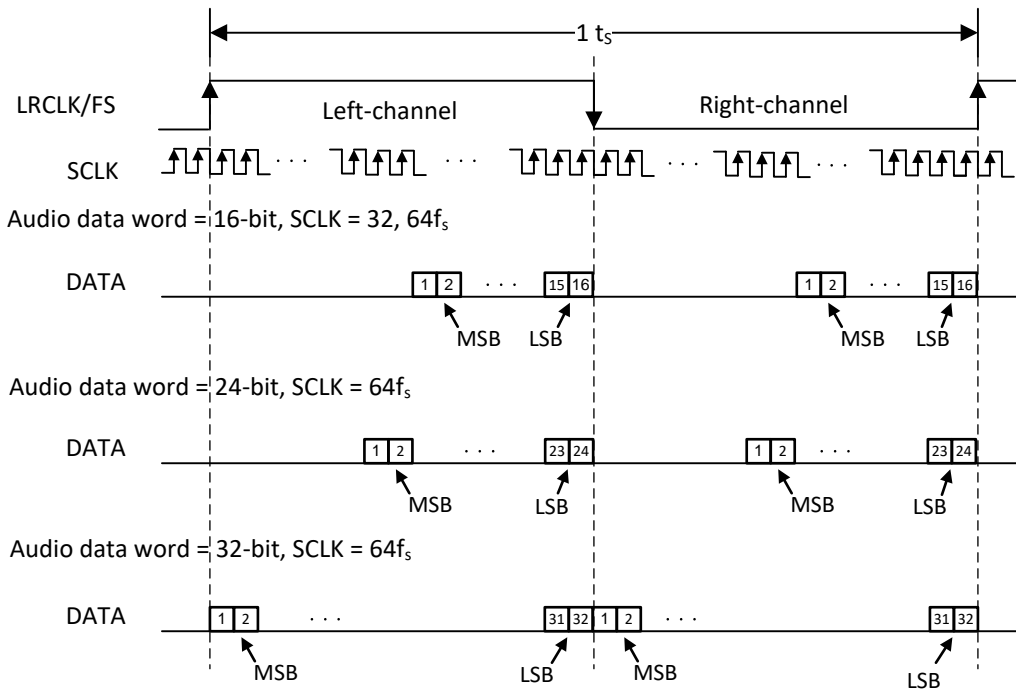 1 tS
LRCLK/FS
Left-channel
Right-channel
SCLK
. . .
. . .
. . .
. . .
Audio data word = 16-bit, SCLK = 32, 64fs
DATA
1 2 . . . 15 16 1 2 . . . 15 16
MSB LSB MSB LSB
Audio data word = 24-bit, SCLK = 64fs
DATA
1 2 . . . 23 24 1 2 . . . 23 24
MSB LSB MSB LSB
Audio data word = 32-bit, SCLK = 64fs
DATA
1 2 . . . 31 32 1 2 . . . 31 32
MSB LSB MSB LSB